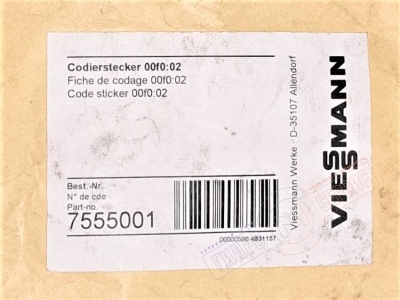 Codierstecker 00f0:02
Fiche de codage 00f0:02
Code sticker 00f0:02
Best.-Nr.
N° de cde
Part-no.
7555001
00000596 4831157
Viessmann Werke · D-35107 Allendorf
VIESSMANN